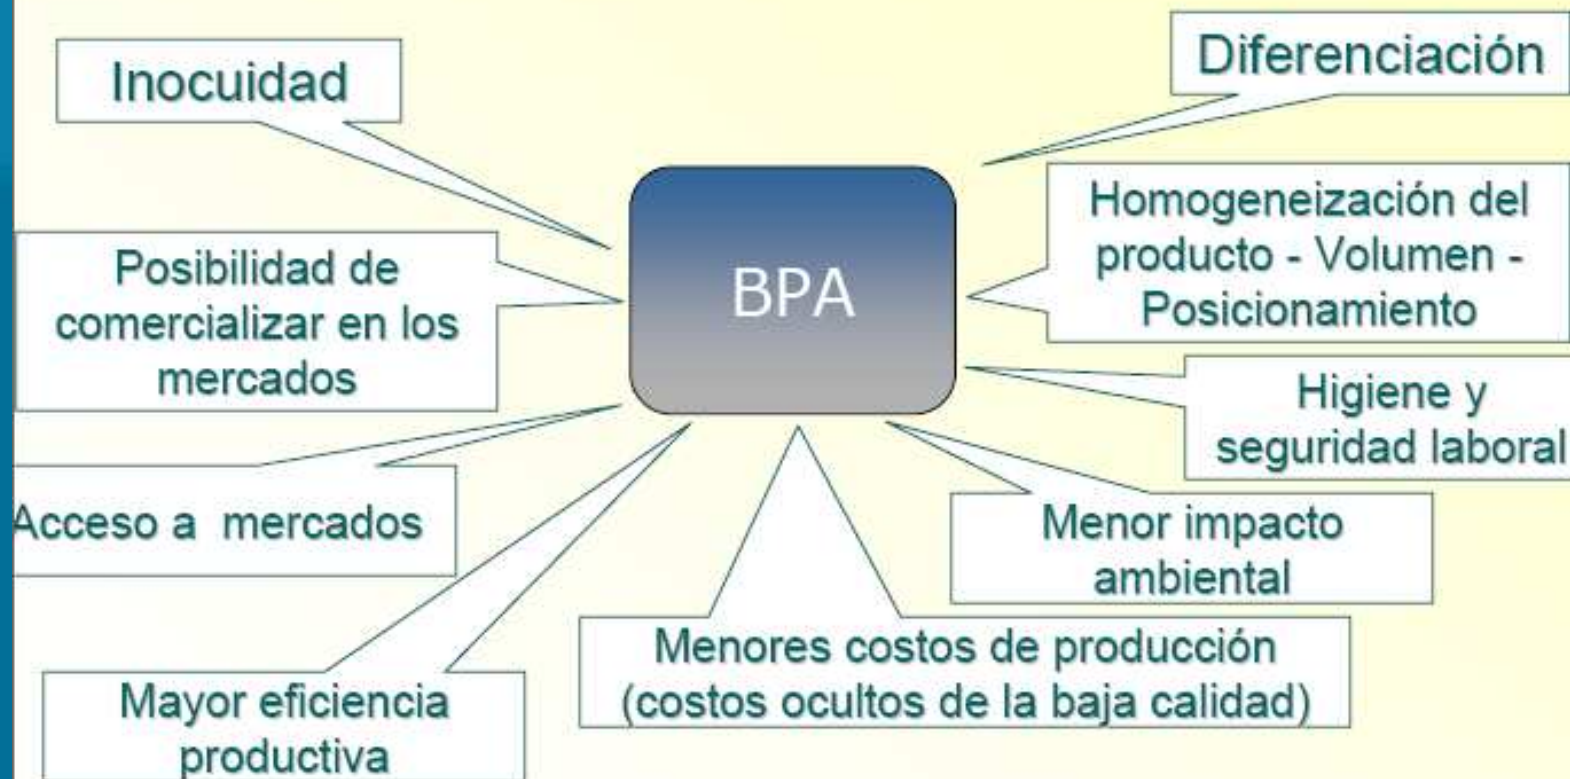 Inocuidad
Diferenciación
Posibilidad de
comercializar en los
mercados
BPA
Homogeneización del
producto - Volumen -
Posicionamiento
Higiene y
seguridad laboral
Acceso a mercados
Menor impacto
ambiental
Menores costos de producción
(costos ocultos de la baja calidad)
Mayor eficiencia
productiva